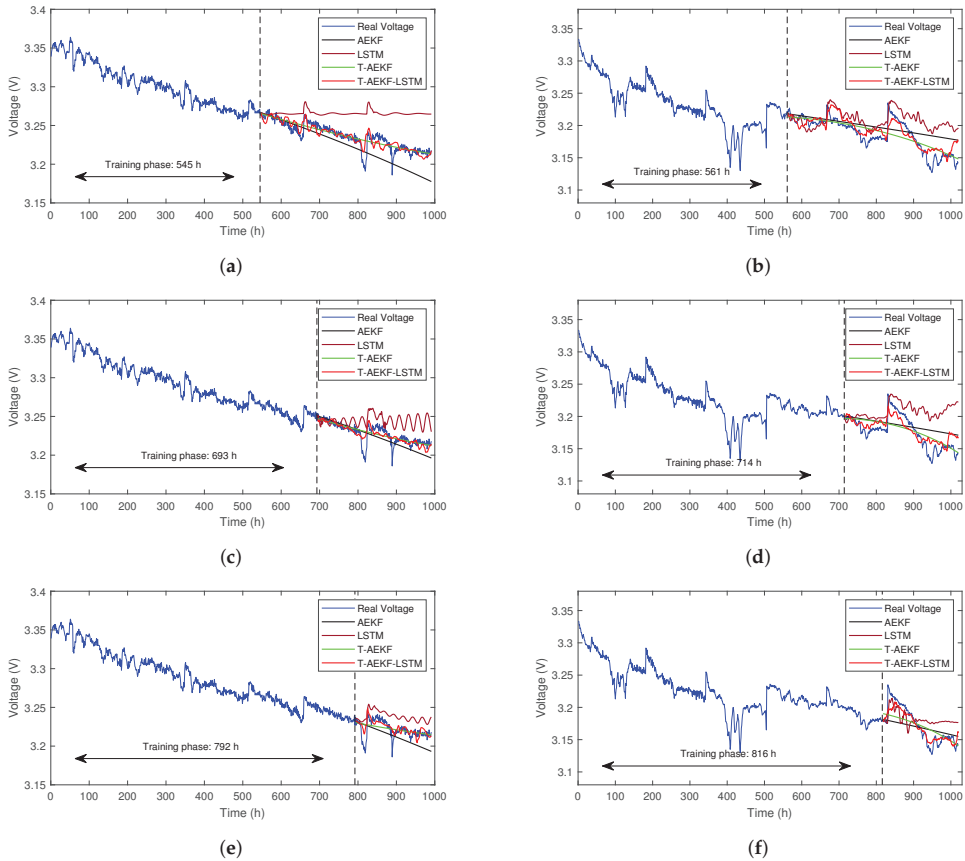 3.4
3.35
3.3
3.25
3.2
3.15
Voltage (V)
Real Voltage
AEKF
LSTM
T-AEKF
T-AEKF-LSTM
Training phase: 545 h
0 100 200 300 400 500 600 700 800 900 1000
Time (h)
(a)
3.35
3.3
3.25
3.2
3.15
3.1
Voltage (V)
Real Voltage
AEKF
LSTM
T-AEKF
T-AEKF-LSTM
Training phase: 561 h
0 100 200 300 400 500 600 700 800 900 1000
Time (h)
(b)
3.4
3.35
3.3
3.25
3.2
3.15
Voltage (V)
Real Voltage
AEKF
LSTM
T-AEKF
T-AEKF-LSTM
Training phase: 693 h
0 100 200 300 400 500 600 700 800 900 1000
Time (h)
(c)
3.35
3.3
3.25
3.2
3.15
3.1
Voltage (V)
Real Voltage
AEKF
LSTM
T-AEKF
T-AEKF-LSTM
Training phase: 714 h
0 100 200 300 400 500 600 700 800 900 1000
Time (h)
(d)
3.4
3.35
3.3
3.25
3.2
3.15
Voltage (V)
Real Voltage
AEKF
LSTM
T-AEKF
T-AEKF-LSTM
Training phase: 792 h
0 100 200 300 400 500 600 700 800 900 1000
Time (h)
(e)
3.35
3.3
3.25
3.2
3.15
3.1
Voltage (V)
Real Voltage
AEKF
LSTM
T-AEKF
T-AEKF-LSTM
Training phase: 816 h
0 100 200 300 400 500 600 700 800 900 1000
Time (h)
(f)